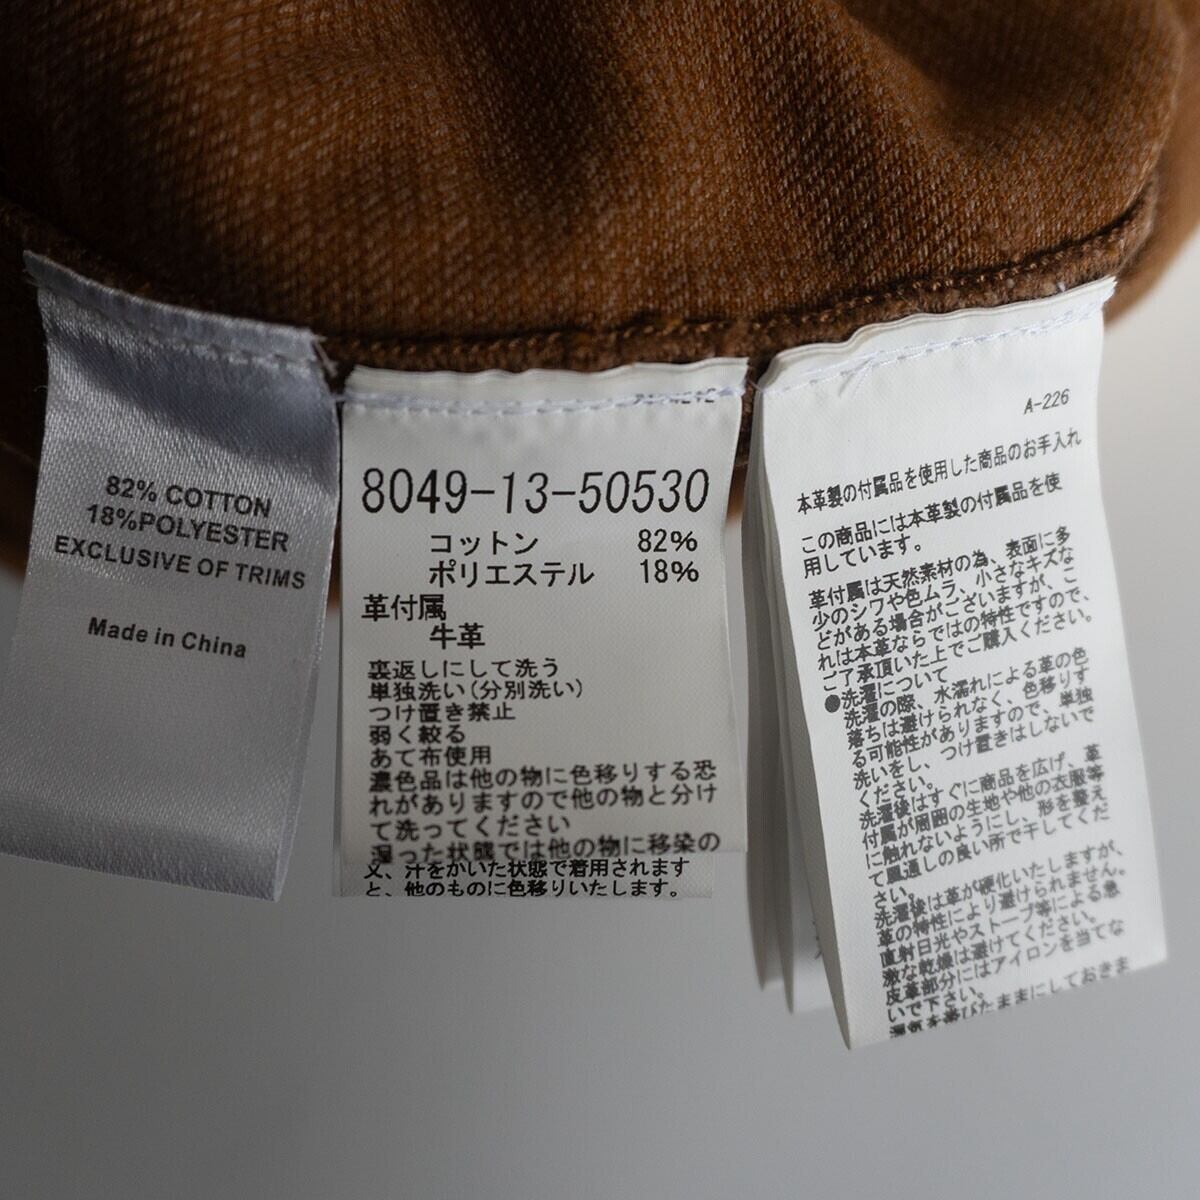 82% COTTON
18%POLYESTER
EXCLUSIVE OF TRIMS
Made in China
8049-13-50530
コットン 82%
ポリエステル 18%
革付属
牛革
裏返しにして洗う
単独洗い(分別洗い)
つけ置き禁止
弱く絞る
あて布使用
濃色品は他の物に色移りする恐
れがありますので他の物と分け
て洗ってください
湿った状態では他の物に移染の
又、汗をかいた状態で着用されます
と、他のものに色移りいたします。
A-226
本革製の付属品を使用した商品のお手入れ
この商品には本革製の付属品を使
用しています。
革付属は天然素材の為、表面に多
少のシワや色ムラ、小さなキズな
どがある場合がございますが、こ
れは本革ならではの特性ですので、
ご了承頂いた上でご購入ください。
●洗濯について
洗濯の際、水濡れによる革の色
落ちは避けられなく、色移りす
る可能性がありますので、単独
洗いをし、つけ置きはしないで
ください。
洗濯後はすぐに商品を広げ、革
付属が周囲の生地や他の衣服等
に触れないようにし、形を整え
て風通しの良い所で干してくだ
さい。
洗濯後は革が硬化いたしますが、
革の特性により避けられません。
直射日光やストーブ等による急
激な乾燥は避けてください。
皮革部分にはアイロンを当てな
いで下さい。
湿気を帯びたままにしておきま